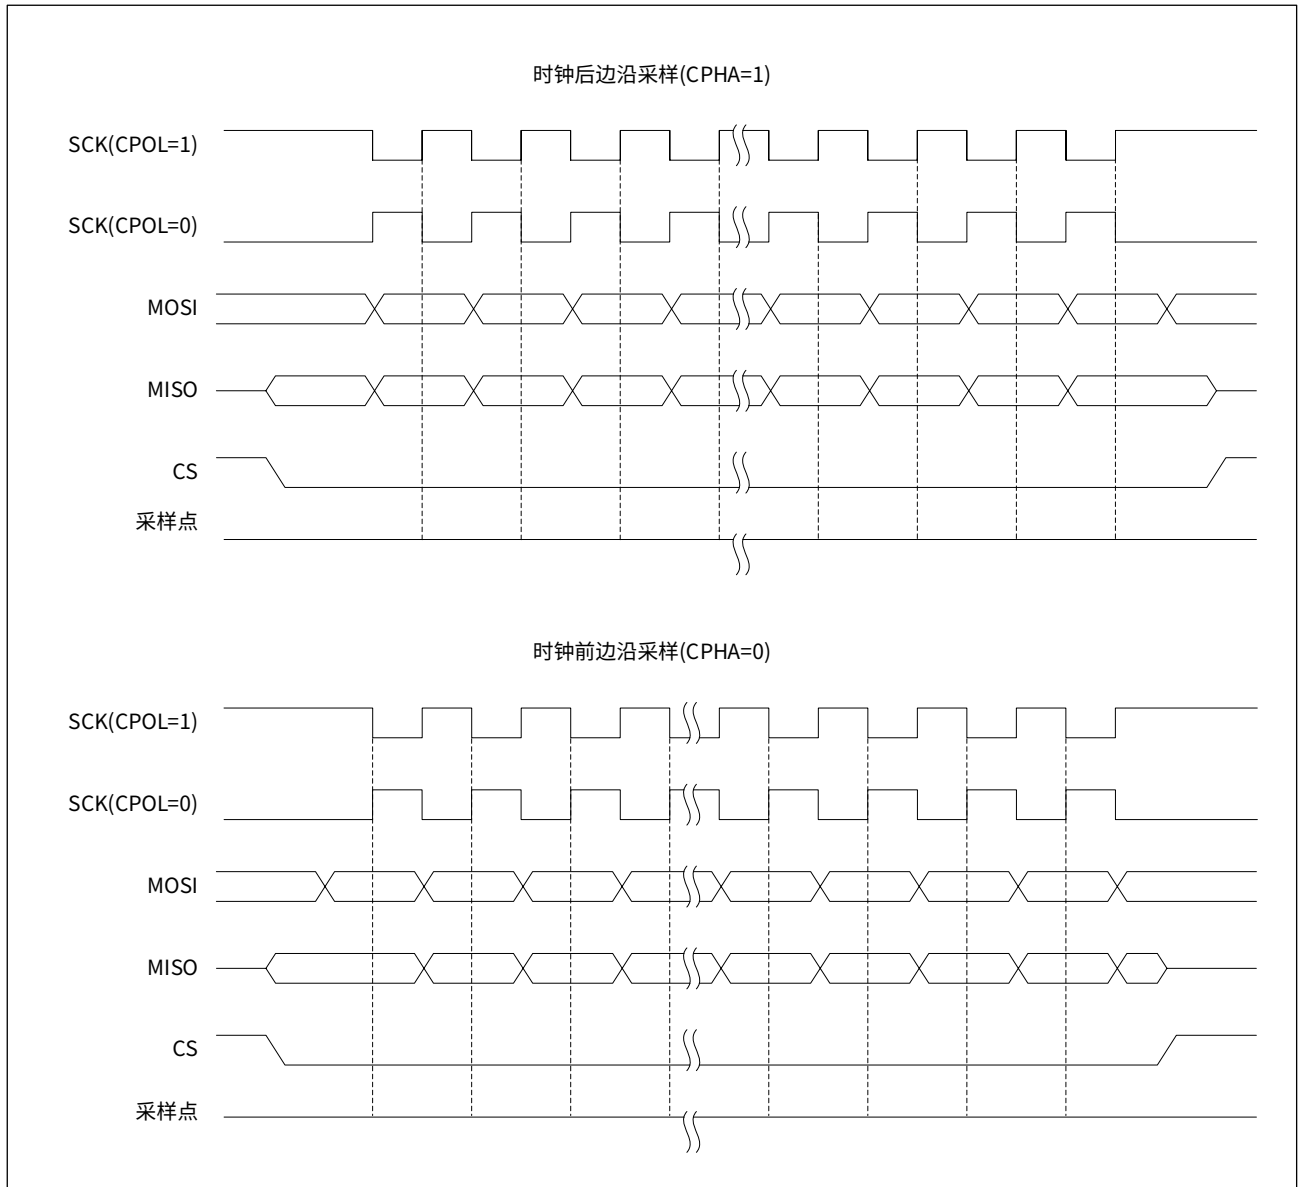 时钟后边沿采样(CPHA=1)
SCK(CPOL=1)
SCK(CPOL=0)
MOSI
MISO
CS
采样点
时钟前边沿采样(CPHA=0)
SCK(CPOL=1)
SCK(CPOL=0)
MOSI
MISO
CS
采样点